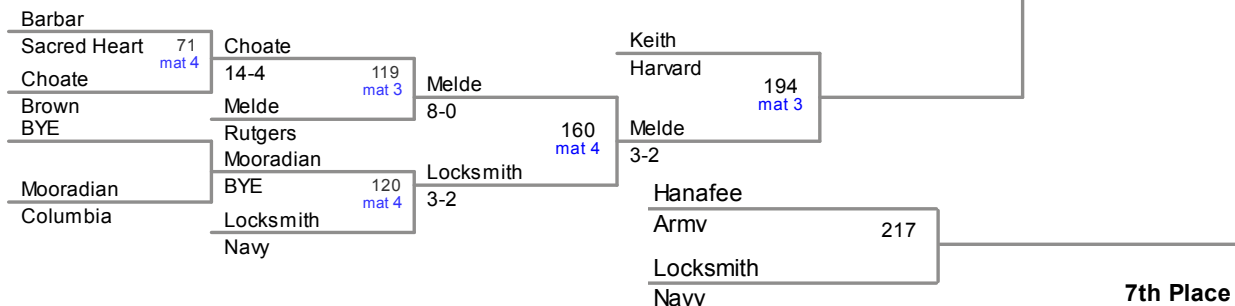 Barbar
Sacred Heart
71
mat 4
Choate
Brown
BYE
Mooradian
Columbia
Choate
14-4
119
mat 3
Melde
Rutgers
Mooradian
BYE
120
mat 4
Locksmith
Navy
Melde
8-0
160
mat 4
Locksmith
3-2
Keith
Harvard
194
mat 3
Melde
3-2
Hanafee
Army
217
Locksmith
Navy
7th Place